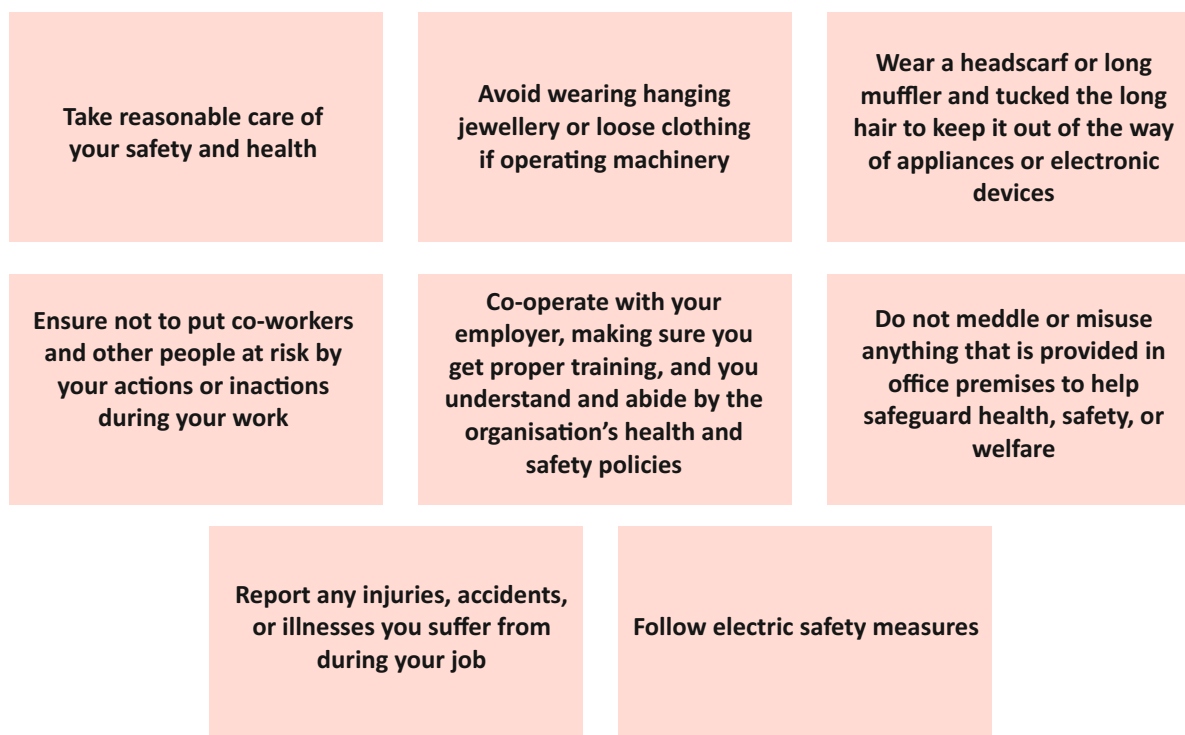 Take reasonable care of
your safety and health
Avoid wearing hanging
jewellery or loose clothing
if operating machinery
Wear a headscarf or long
muffler and tucked the long
hair to keep it out of the way
of appliances or electronic
devices
Ensure not to put co-workers
and other people at risk by
your actions or inactions
during your work
Co-operate with your
employer, making sure you
get proper training, and you
understand and abide by the
organisation’s health and
safety policies
Do not meddle or misuse
anything that is provided in
office premises to help
safeguard health, safety, or
welfare
Report any injuries, accidents,
or illnesses you suffer from
during your job
Follow electric safety measures